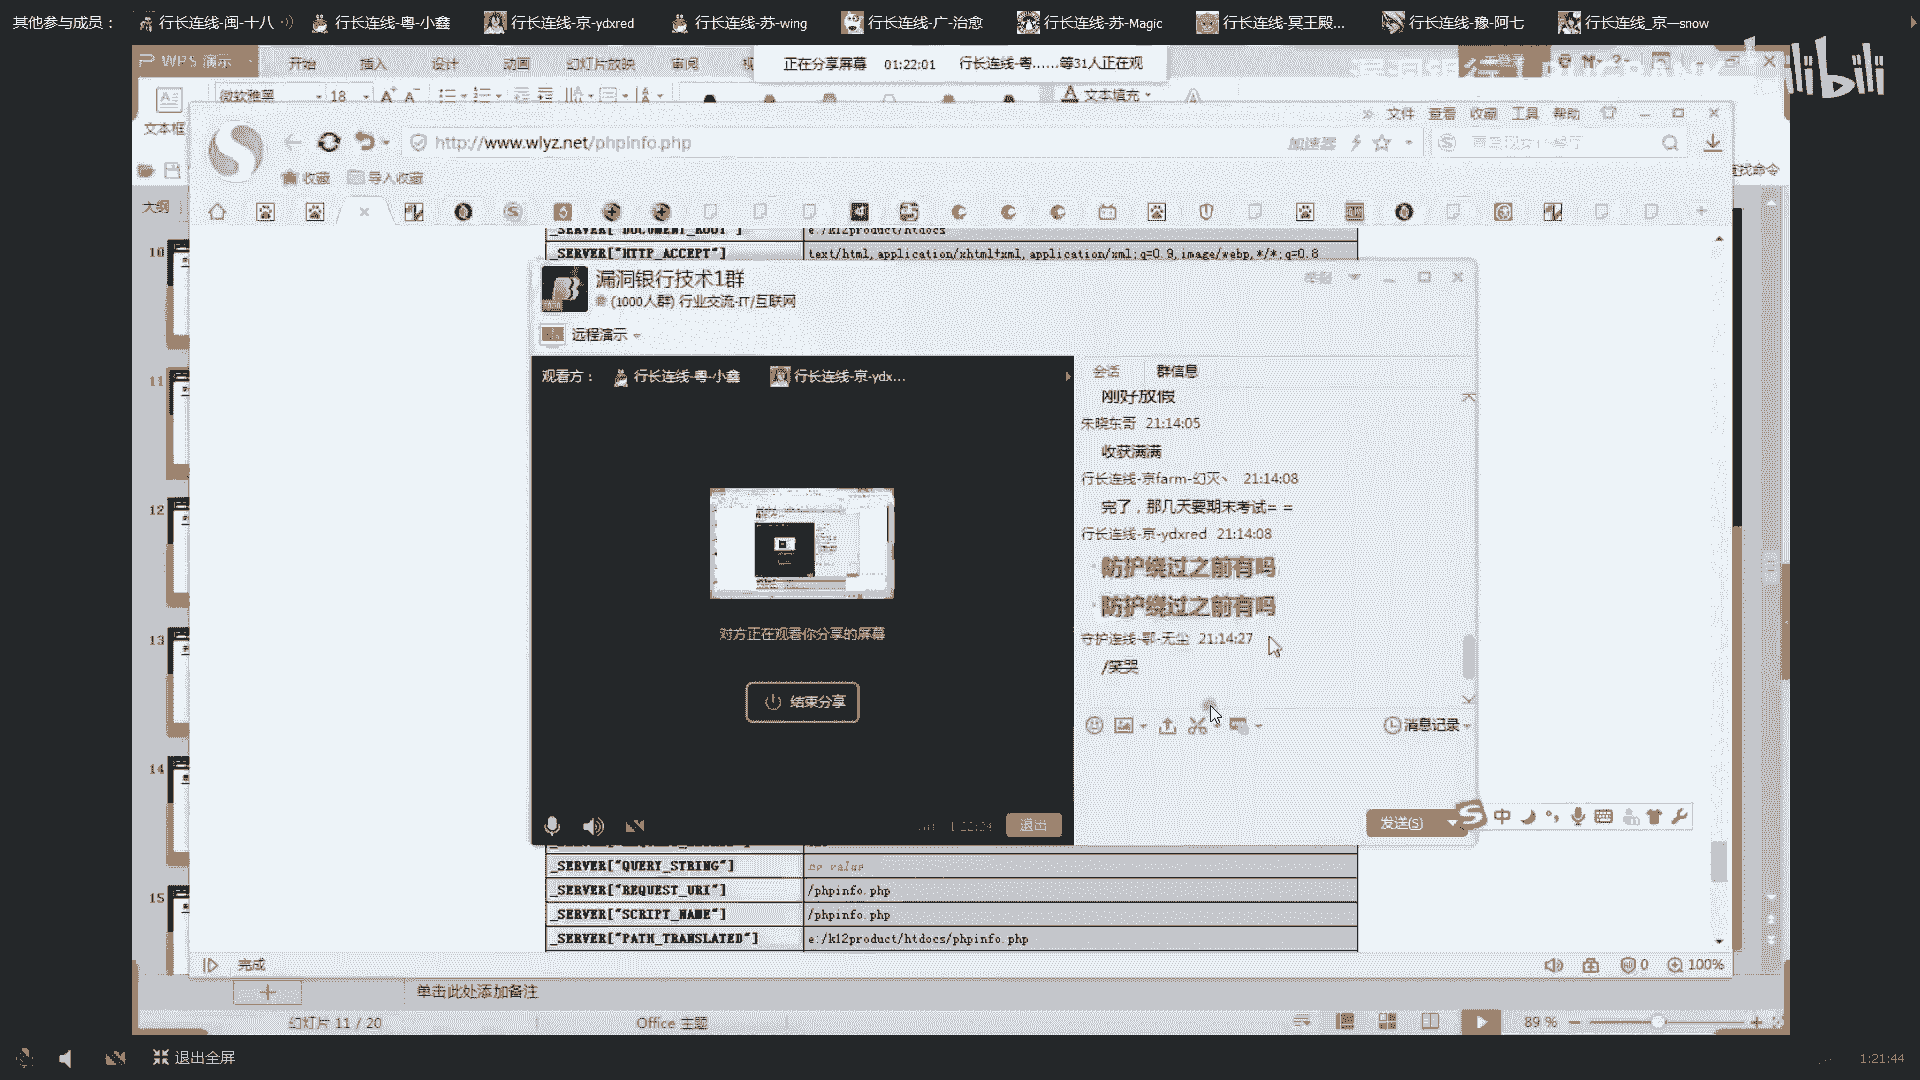 其他参与成员： 行长连线-闽-十八 行长连线-粤-小鑫 行长连线-京-ydxred 行长连线-苏-wing 行长连线-广-治愈 行长连线-苏-Magic 行长连线-冥王殿... 行长连线-豫-阿七 行长连线_京—snow
WPS 演示 开始 插入 设计 动画 幻灯片放映 审阅
正在分享屏幕 01:22:01 行长连线-粤......等31人正在观
微软雅黑 18 文本填充
文本框
文件 查看 收藏 工具 帮助
http://www.wlyz.net/phpinfo.php
加速器
收藏 导入收藏
查找命令
大纲
_SERVER["DOCUMENT_ROOT"] e:/k12product/htdocs
_SERVER["HTTP_ACCEPT"] text/html,application/xhtml+xml,application/xml;q=0.9,image/webp,*/*;q=0.8
10
11
12
13
14
15
漏洞银行技术1群
(1000人群) 行业交流-IT/互联网
远程演示
观看方： 行长连线-粤-小鑫 行长连线-京-ydx...
对方正在观看你分享的屏幕
结束分享
退出
会话 群信息
刚好放假
朱晓东哥 21:14:05
收获满满
行长连线-京farm-幻灭丶 21:14:08
完了，那几天要期末考试= =
行长连线-京-ydxred 21:14:08
防护绕过之前有吗
防护绕过之前有吗
守护连线-鄂-无尘 21:14:27
/笑哭
消息记录
发送(S)
中
_SERVER["QUERY_STRING"] no value
_SERVER["REQUEST_URI"] /phpinfo.php
_SERVER["SCRIPT_NAME"] /phpinfo.php
_SERVER["PATH_TRANSLATED"] e:/k12product/htdocs/phpinfo.php
完成 0 100%
单击此处添加备注
幻灯片 11 / 20 Office 主题 89 %
退出全屏 1:21:44